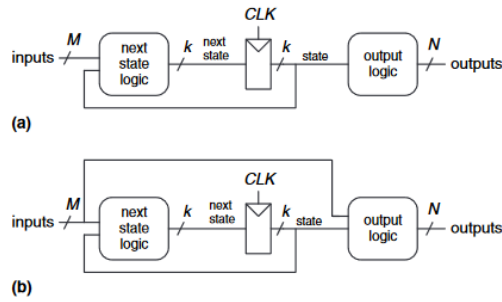 CLK
M
next
state
logic
k
next
state
k
state
output
logic
N
inputs
outputs
(a)
CLK
M
next
state
logic
k
next
state
k
state
output
logic
N
inputs
outputs
(b)